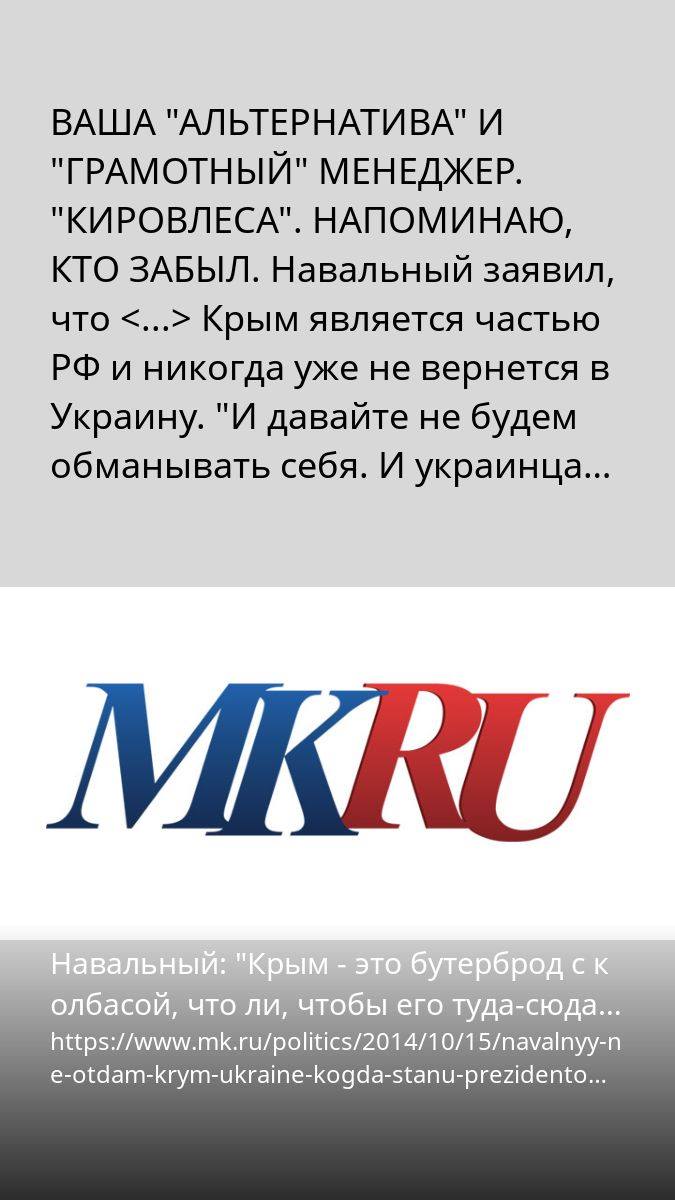 ВАША "АЛЬТЕРНАТИВА" И
"ГРАМОТНЫЙ" МЕНЕДЖЕР.
"КИРОВЛЕСА". НАПОМИНАЮ,
КТО ЗАБЫЛ. Навальный заявил,
что <...> Крым является частью
РФ и никогда уже не вернется в
Украину. "И давайте не будем
обманывать себя. И украинца...
MKRU
Навальный: "Крым - это бутерброд с к
олбасой, что ли, чтобы его туда-сюда...
https://www.mk.ru/politics/2014/10/15/navalnyy-n
e-otdam-krym-ukraine-kogda-stanu-prezidento...